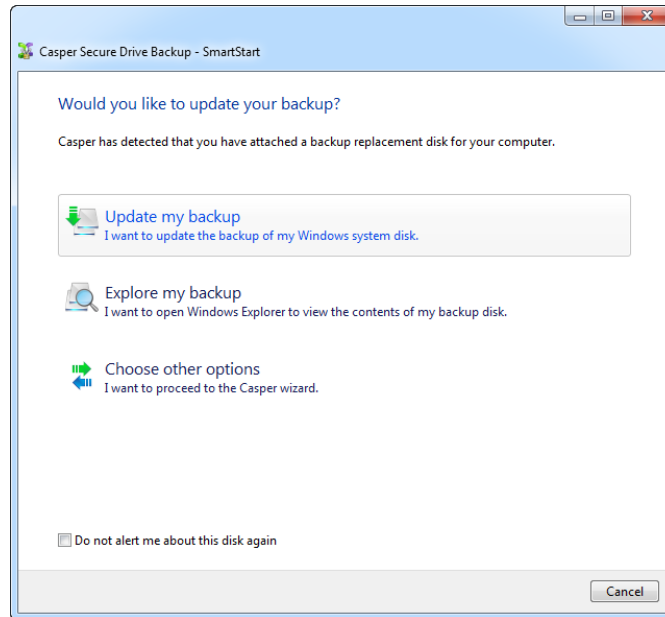 Casper Secure Drive Backup - SmartStart
Would you like to update your backup?
Casper has detected that you have attached a backup replacement disk for your computer.
Update my backup
I want to update the backup of my Windows system disk.
Explore my backup
I want to open Windows Explorer to view the contents of my backup disk.
Choose other options
I want to proceed to the Casper wizard.
Do not alert me about this disk again
Cancel